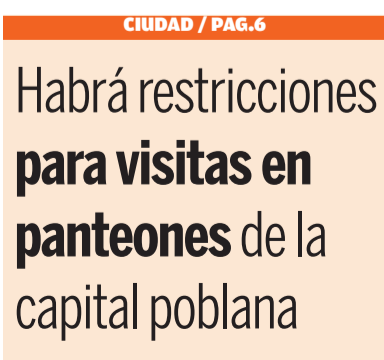 CIUDAD / PAG.6
Habrá restricciones
para visitas en
panteones de la
capital poblana